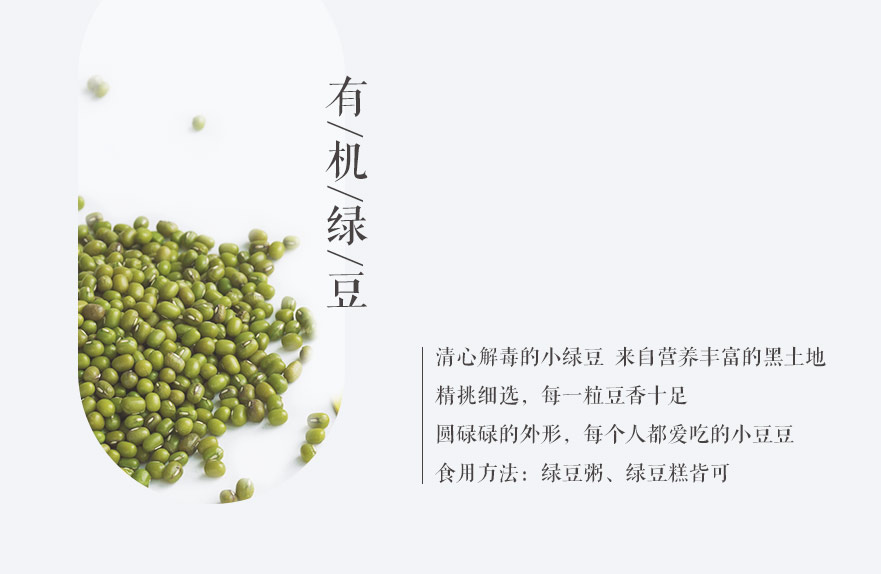 有/机/绿/豆
清心解毒的小绿豆 来自营养丰富的黑土地
精挑细选，每一粒豆香十足
圆碌碌的外形，每个人都爱吃的小豆豆
食用方法：绿豆粥、绿豆糕皆可